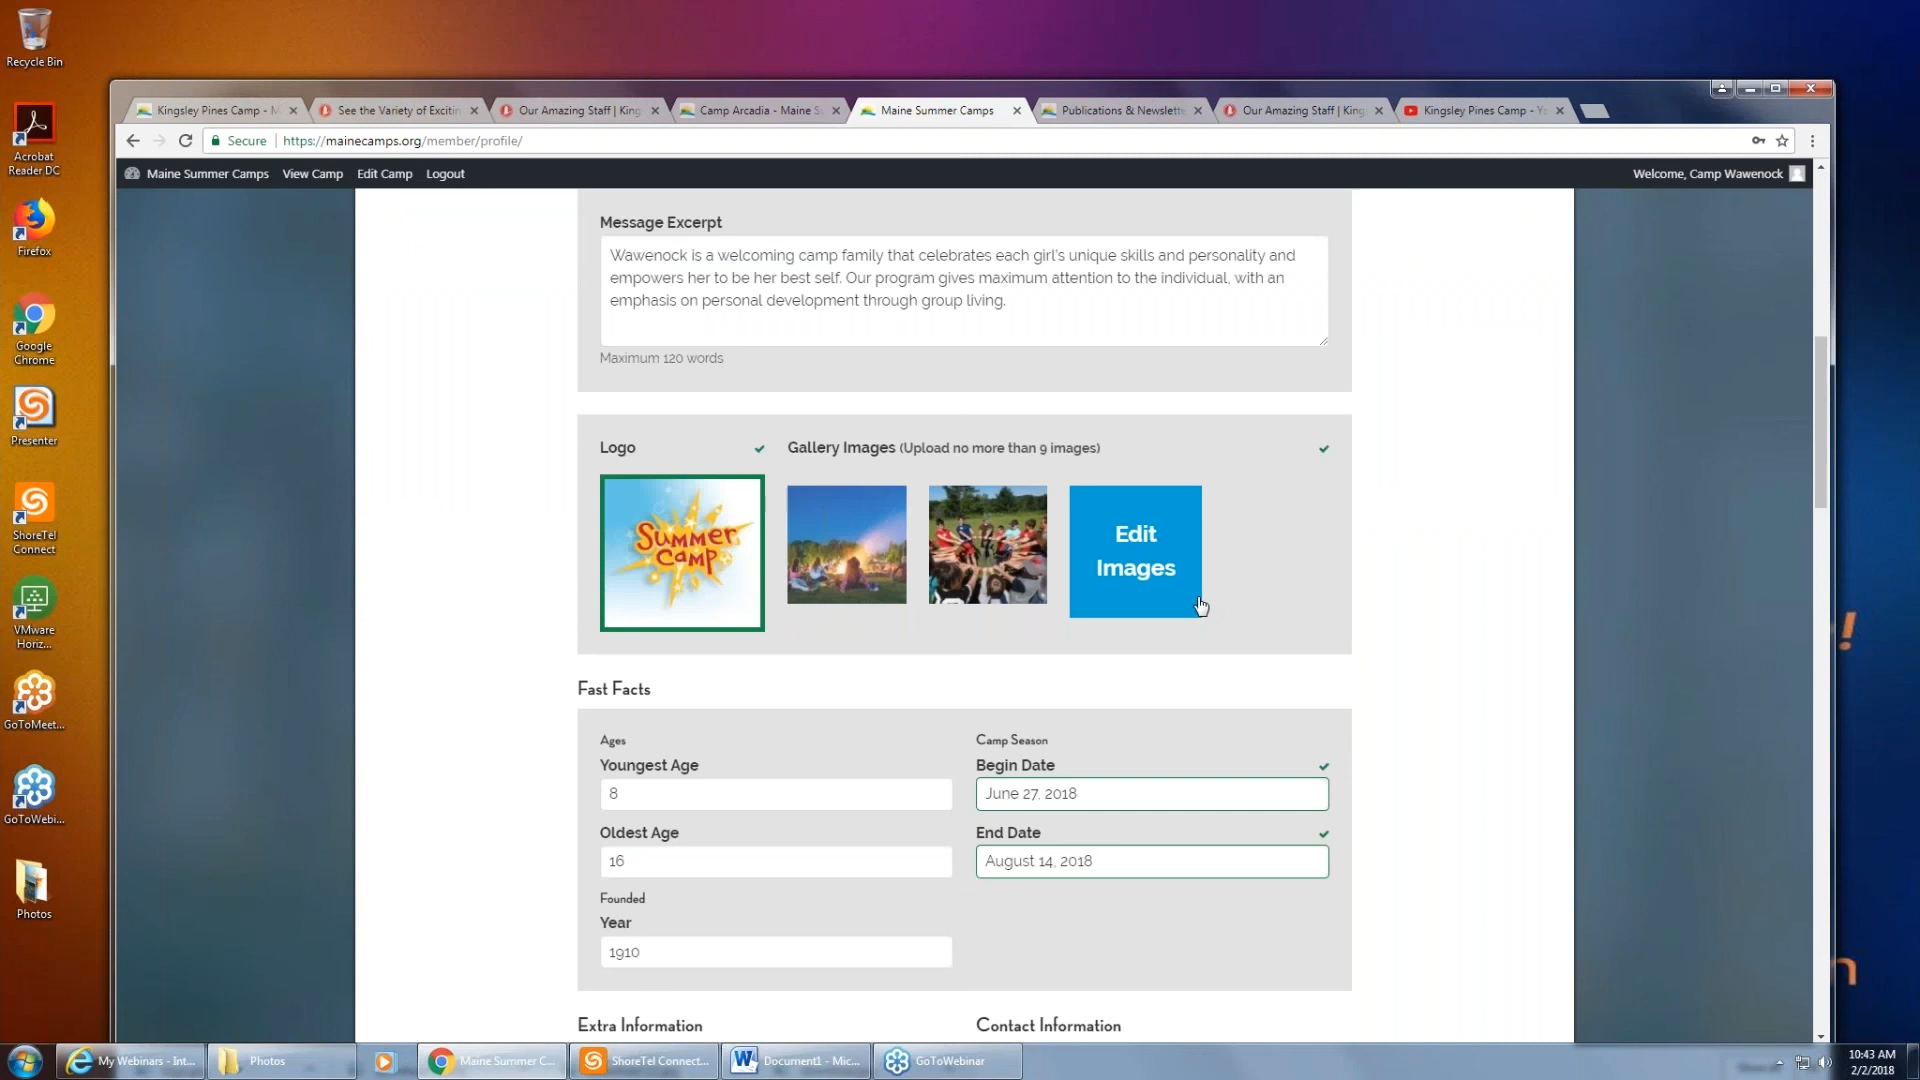 Recycle Bin
Acrobat
Reader DC
Firefox
Google
Chrome
Presenter
ShoreTel
Connect
VMware
Horiz...
GoToMeet...
GoToWebi...
Photos
Kingsley Pines Camp - M
See the Variety of Excitin
Our Amazing Staff | King
Camp Arcadia - Maine S
Maine Summer Camps
Publications & Newslette
Our Amazing Staff | King
Kingsley Pines Camp - Yo
Secure
https://mainecamps.org/member/profile/
Maine Summer Camps
View Camp
Edit Camp
Logout
Welcome, Camp Wawenock
Message Excerpt
Wawenock is a welcoming camp family that celebrates each girl's unique skills and personality and
empowers her to be her best self. Our program gives maximum attention to the individual, with an
emphasis on personal development through group living.
Maximum 120 words
Logo
Gallery Images (Upload no more than 9 images)
SUMMER
CAMP
Edit
Images
Fast Facts
Ages
Youngest Age
8
Oldest Age
16
Founded
Year
1910
Camp Season
Begin Date
June 27, 2018
End Date
August 14, 2018
Extra Information
Contact Information
!
n
My Webinars - Int...
Photos
Maine Summer C...
ShoreTel Connect...
Document1 - Mic...
GoToWebinar
10:43 AM
2/2/2018